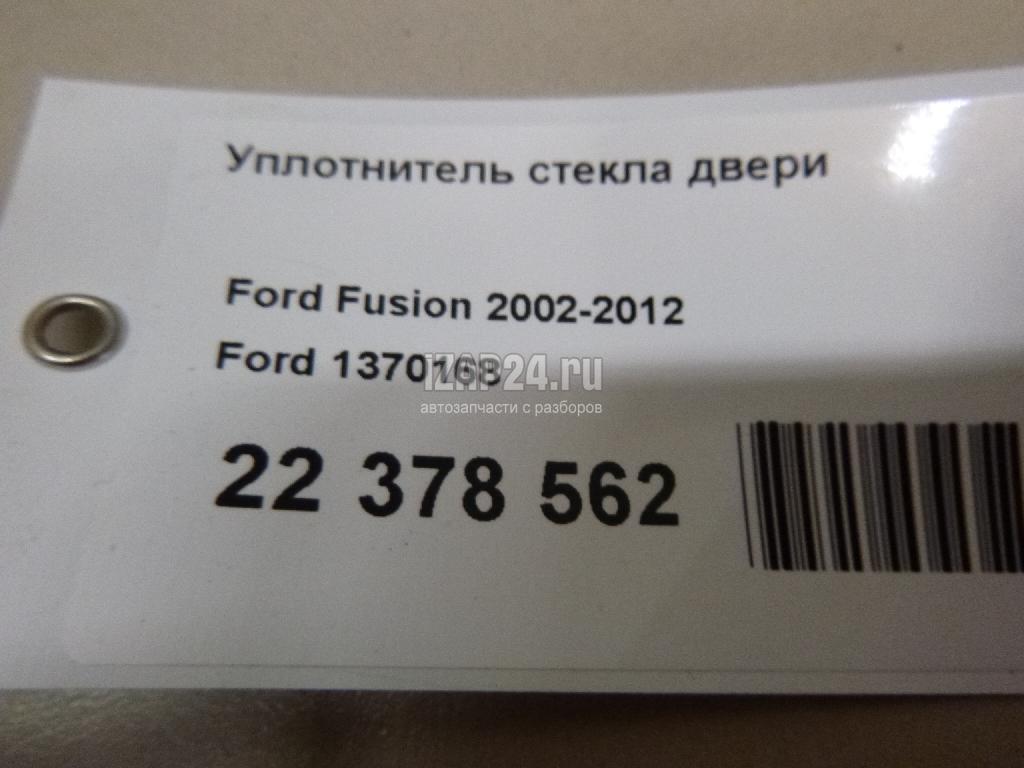 Уплотнитель стекла двери
Ford Fusion 2002-2012
Ford 1370168
iZAP24.ru
автозапчасти с разборов
22 378 562